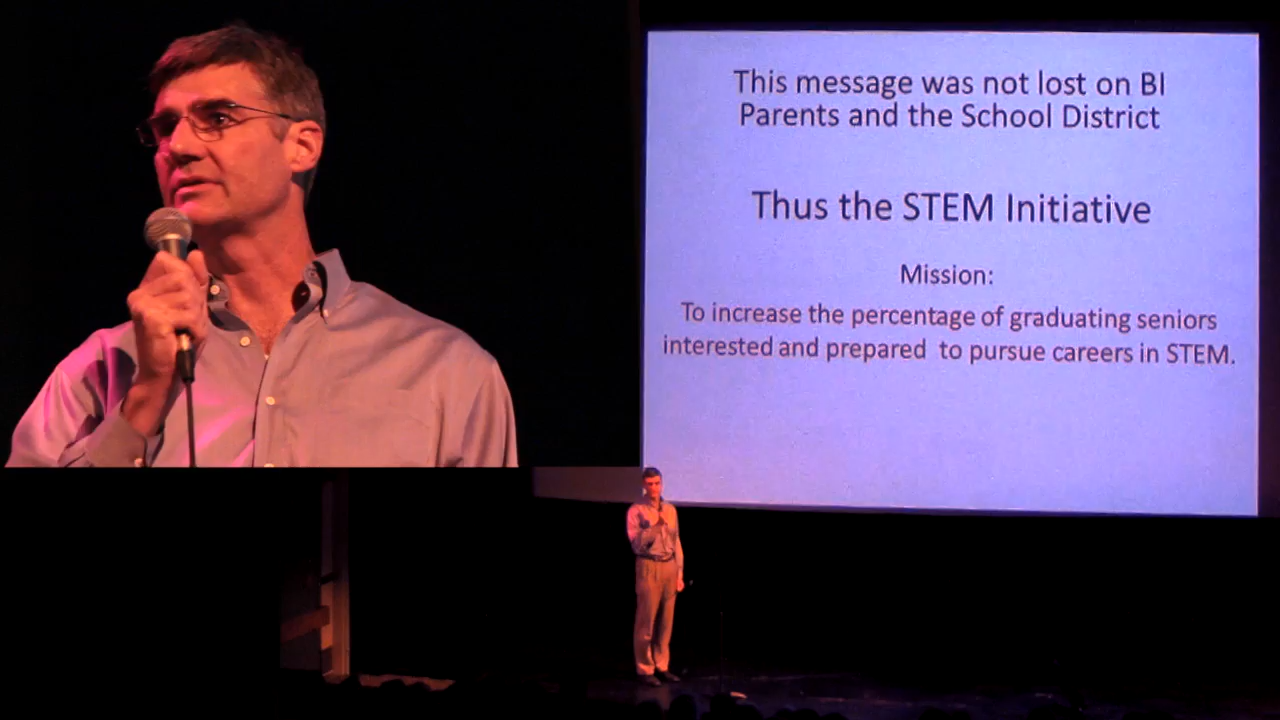 This message was not lost on BI
Parents and the School District
Thus the STEM Initiative
Mission:
To increase the percentage of graduating seniors
interested and prepared to pursue careers in STEM.